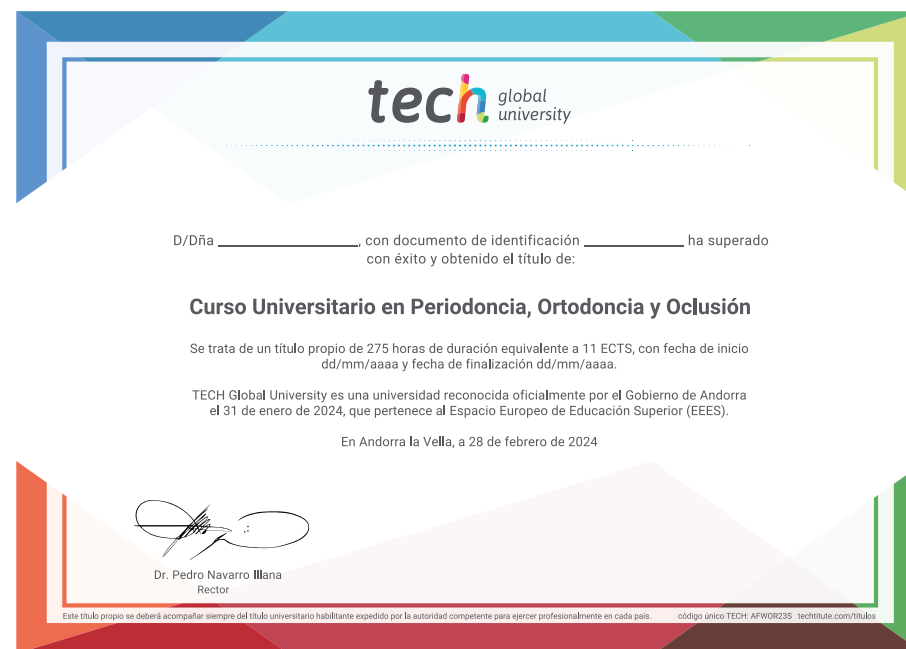 tech global university
D/Dña ____________________, con documento de identificación ______________ ha superado
con éxito y obtenido el título de:
Curso Universitario en Periodoncia, Ortodoncia y Oclusión
Se trata de un título propio de 275 horas de duración equivalente a 11 ECTS, con fecha de inicio
dd/mm/aaaa y fecha de finalización dd/mm/aaaa.
TECH Global University es una universidad reconocida oficialmente por el Gobierno de Andorra
el 31 de enero de 2024, que pertenece al Espacio Europeo de Educación Superior (EEES).
En Andorra la Vella, a 28 de febrero de 2024
Dr. Pedro Navarro Illana
Rector
Este título propio se deberá acompañar siempre del título universitario habilitante expedido por la autoridad competente para ejercer profesionalmente en cada país. código único TECH: AFWOR23S techtitute.com/titulos